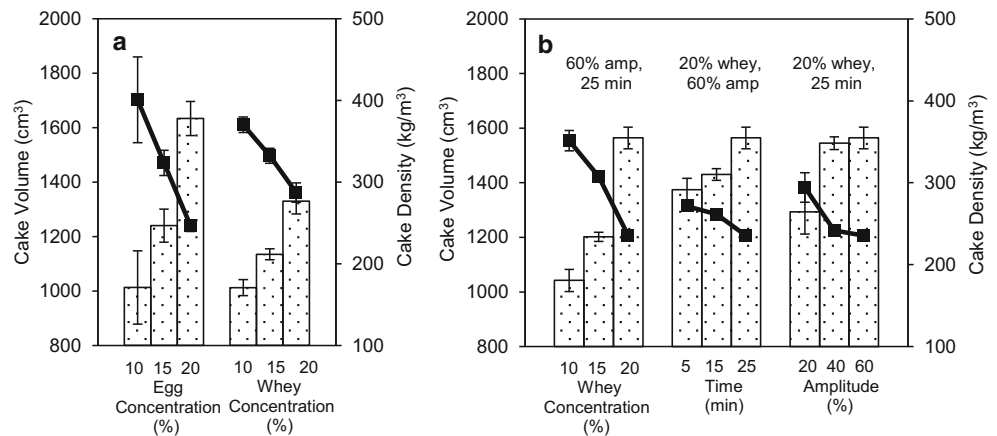 a
2000
1800
1600
1400
1200
1000
800
Cake Volume (cm³)
500
400
300
200
100
Cake Density (kg/m³)
10 15 20
10 15 20
Egg
Concentration
(%)
Whey
Concentration
(%)
b
2000
1800
1600
1400
1200
1000
800
Cake Volume (cm³)
60% amp,
25 min
20% whey,
60% amp
20% whey,
25 min
500
400
300
200
100
Cake Density (kg/m³)
10 15 20
5 15 25
20 40 60
Whey
Concentration
(%)
Time
(min)
Amplitude
(%)